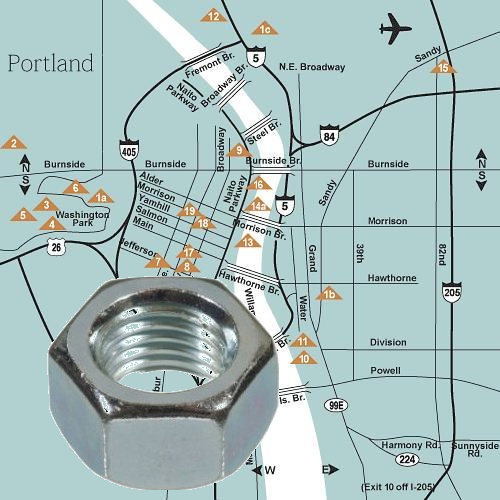 12
1c
Portland
Fremont Br.
5
N.E. Broadway
Sandy
15
Naito
Parkway
Broadway Br.
Steel Br.
84
2
N
S
405
Burnside
Burnside
Broadway
9
Burnside Br.
Burnside
N
S
6
1a
3
5
4
Washington
Park
26
Alder
Morrison
Yamhill
Salmon
Main
Jefferson
19
18
17
7
8
Naito
Parkway
16
14a
5
Sandy
Morrison Br.
Morrison
13
Grand
39th
82nd
Hawthorne Br.
Hawthorne
Water
1b
205
11
10
Division
Powell
Is. Br.
99E
Harmony Rd.
Sunnyside
Rd.
224
W
E
(Exit 10 off I-205)